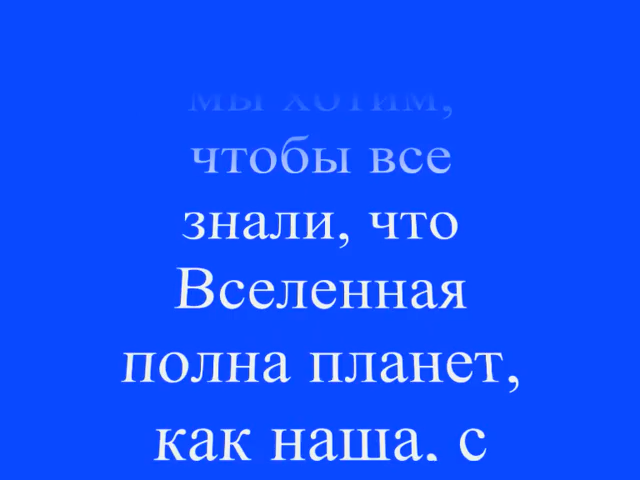 мы хотим,
чтобы все
знали, что
Вселенная
полна планет,
как наша, с